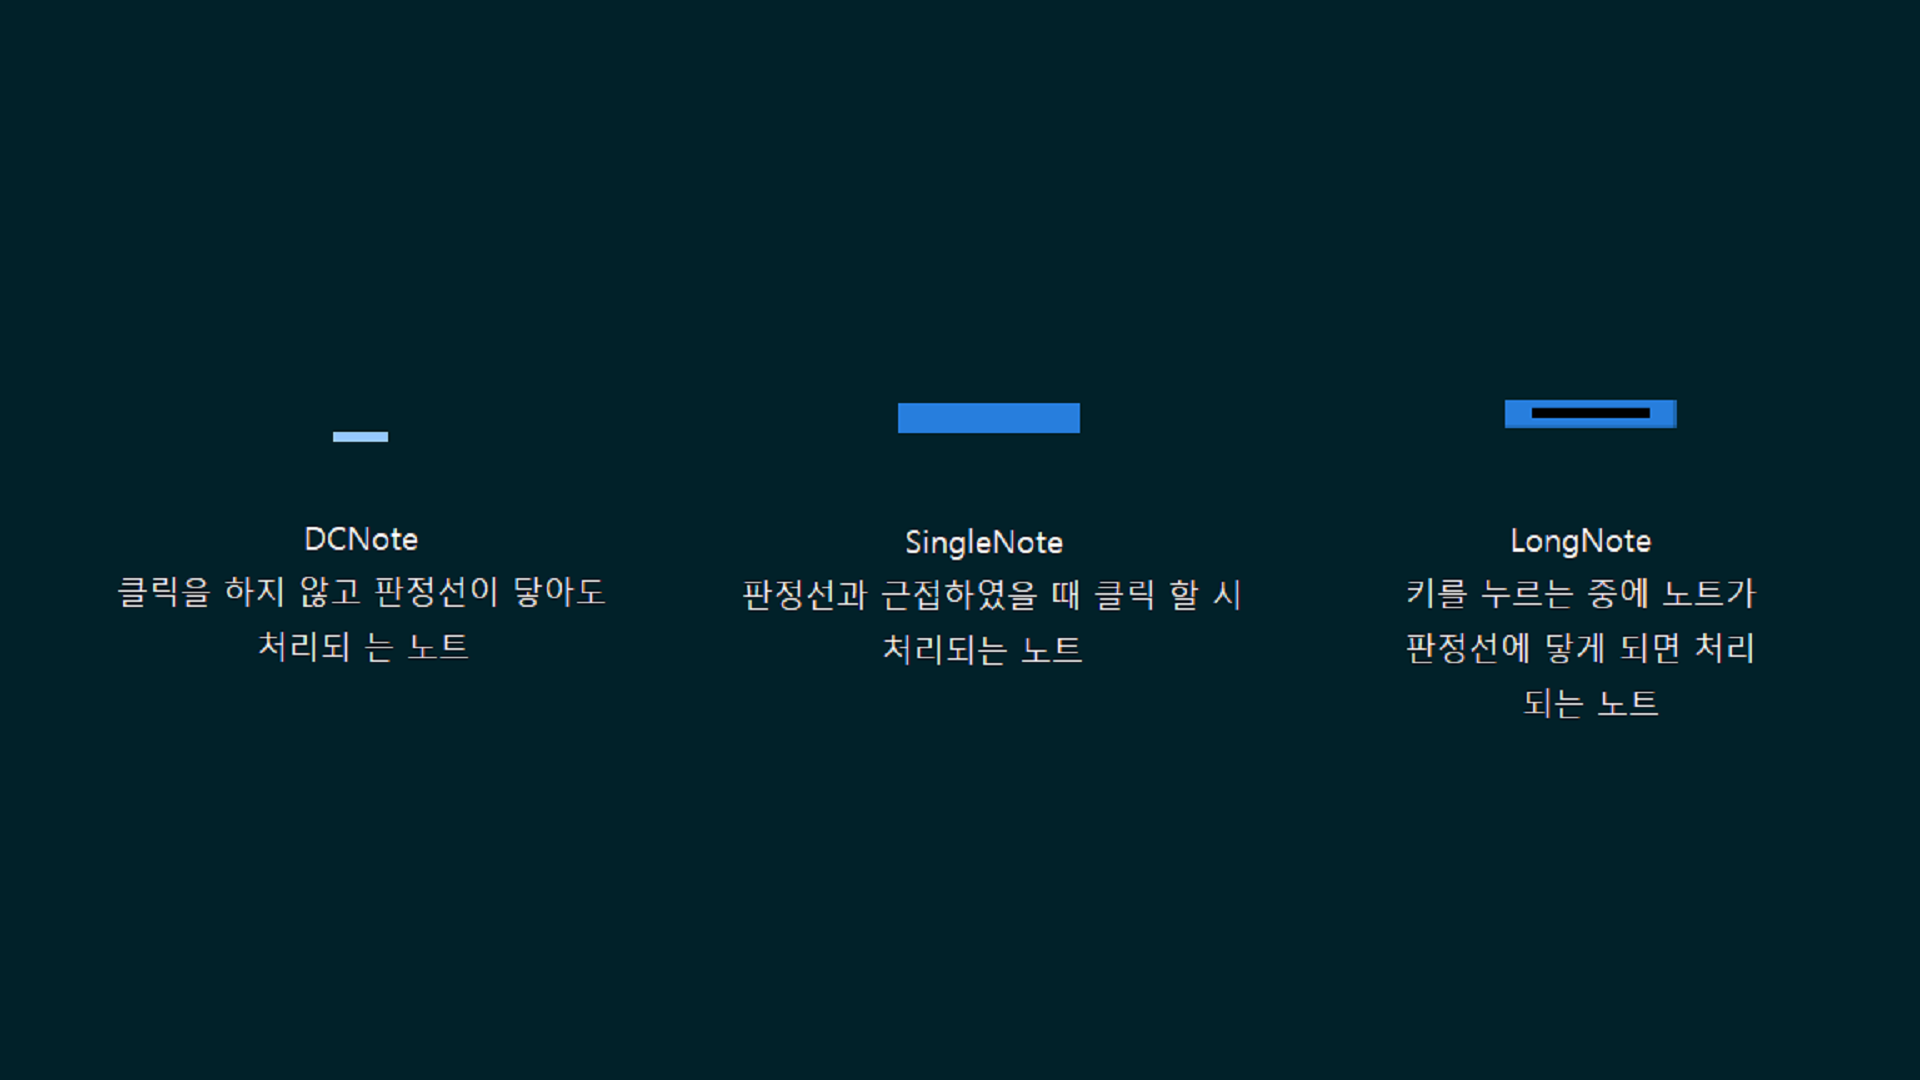 DCNote
클릭을 하지 않고 판정선이 닿아도
처리되 는 노트
SingleNote
판정선과 근접하였을 때 클릭 할 시
처리되는 노트
LongNote
키를 누르는 중에 노트가
판정선에 닿게 되면 처리
되는 노트